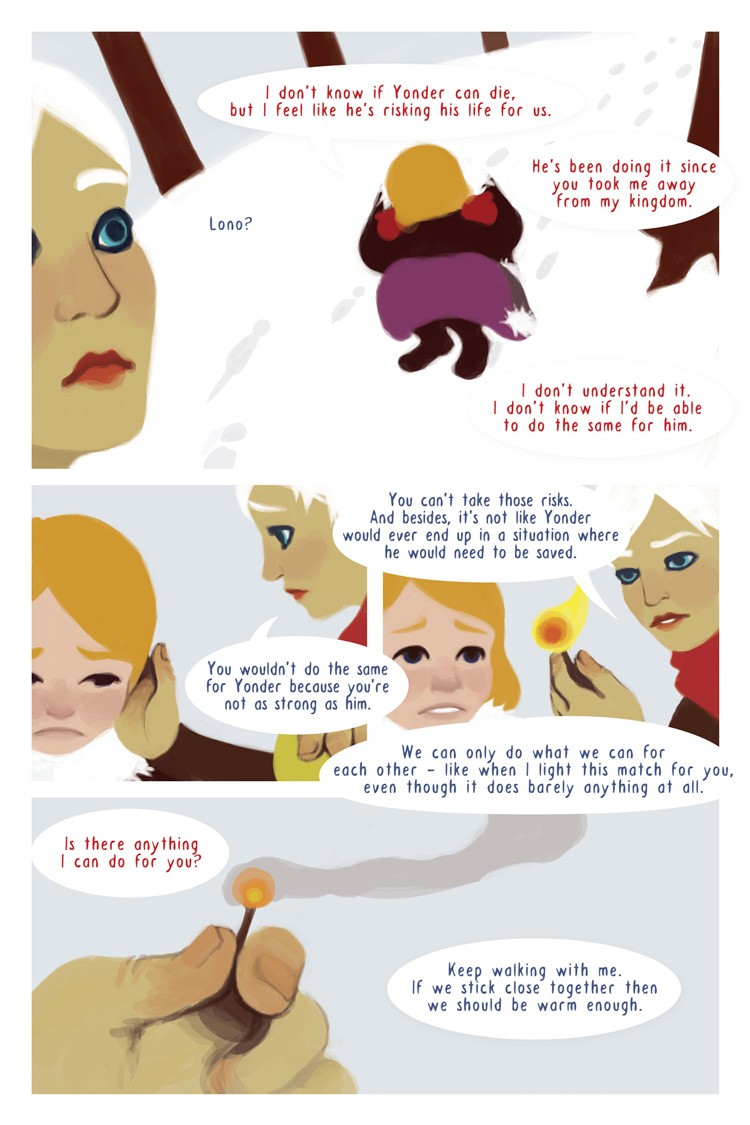 I don't know if Yonder can die,
but I feel like he's risking his life for us.
He's been doing it since
you took me away
from my kingdom.
Lono?
I don't understand it.
I don't know if I'd be able
to do the same for him.
You wouldn't do the same
for Yonder because you're
not as strong as him.
You can't take those risks.
And besides, it's not like Yonder
would ever end up in a situation where
he would need to be saved.
We can only do what we can for
each other – like when I light this match for you,
even though it does barely anything at all.
Is there anything
I can do for you?
Keep walking with me.
If we stick close together then
we should be warm enough.